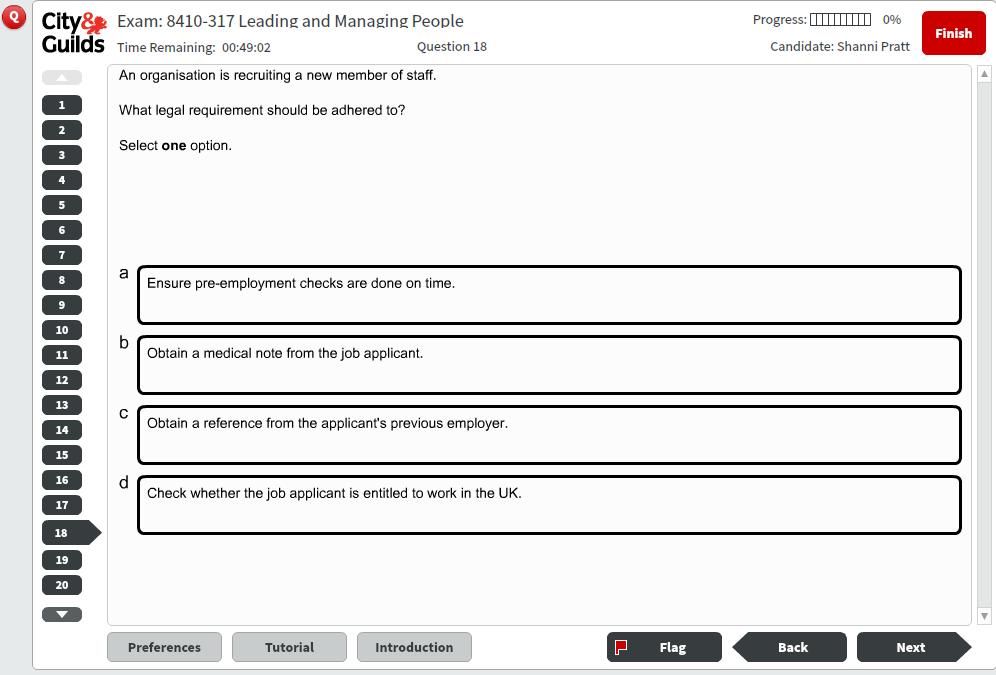 Q
City& Guilds
Exam: 8410-317 Leading and Managing People
Progress: 0%
Finish
Time Remaining: 00:49:02
Question 18
Candidate: Shanni Pratt
An organisation is recruiting a new member of staff.
What legal requirement should be adhered to?
Select one option.
1
2
3
4
5
6
7
8
9
10
11
12
13
14
15
16
17
18
19
20
a
Ensure pre-employment checks are done on time.
b
Obtain a medical note from the job applicant.
c
Obtain a reference from the applicant's previous employer.
d
Check whether the job applicant is entitled to work in the UK.
Preferences
Tutorial
Introduction
Flag
Back
Next